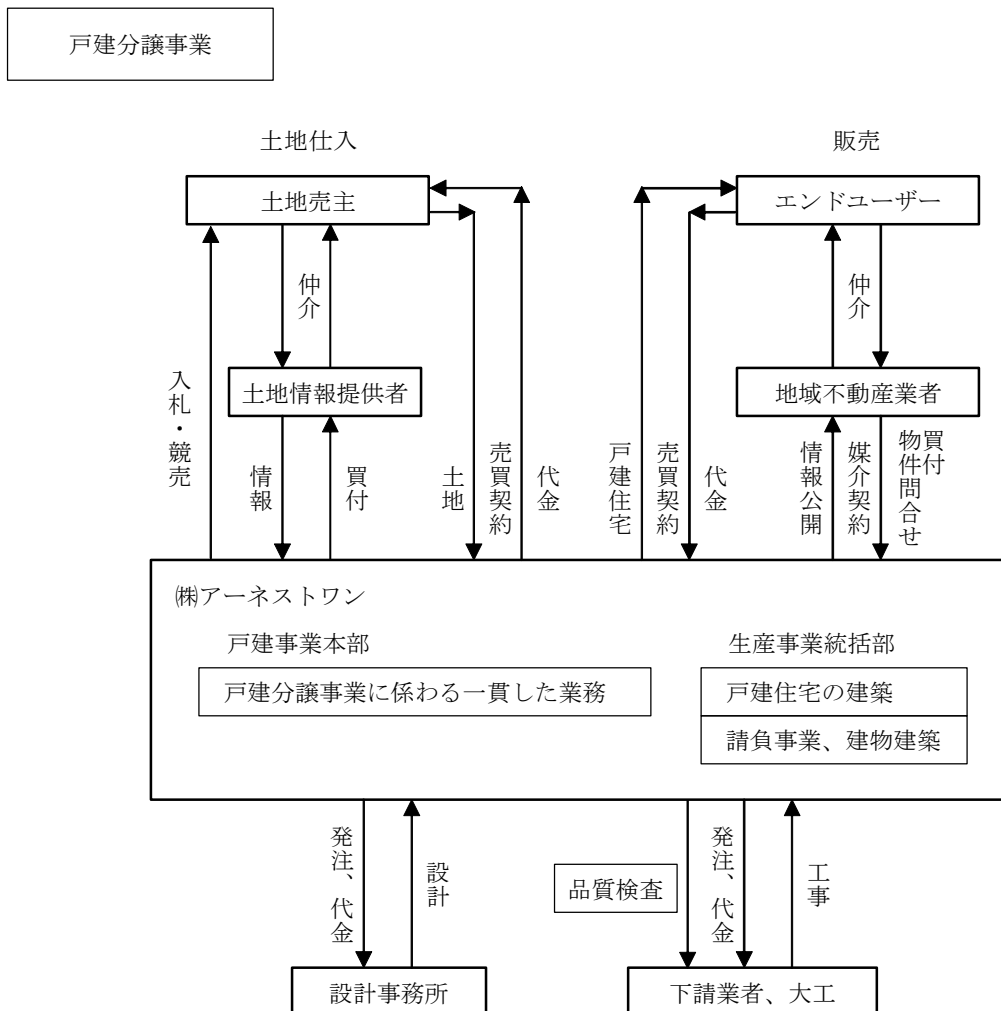 戸建分譲事業
土地仕入
販売
土地売主
エンドユーザー
仲介
仲介
土地情報提供者
地域不動産業者
入札・競売
情報
買付
土地
売買契約
代金
戸建住宅
売買契約
代金
情報公開
媒介契約
買付
物件問合せ
㈱アーネストワン
戸建事業本部
生産事業統括部
戸建分譲事業に係わる一貫した業務
戸建住宅の建築
請負事業、建物建築
発注、代金
設計
品質検査
発注、代金
工事
設計事務所
下請業者、大工